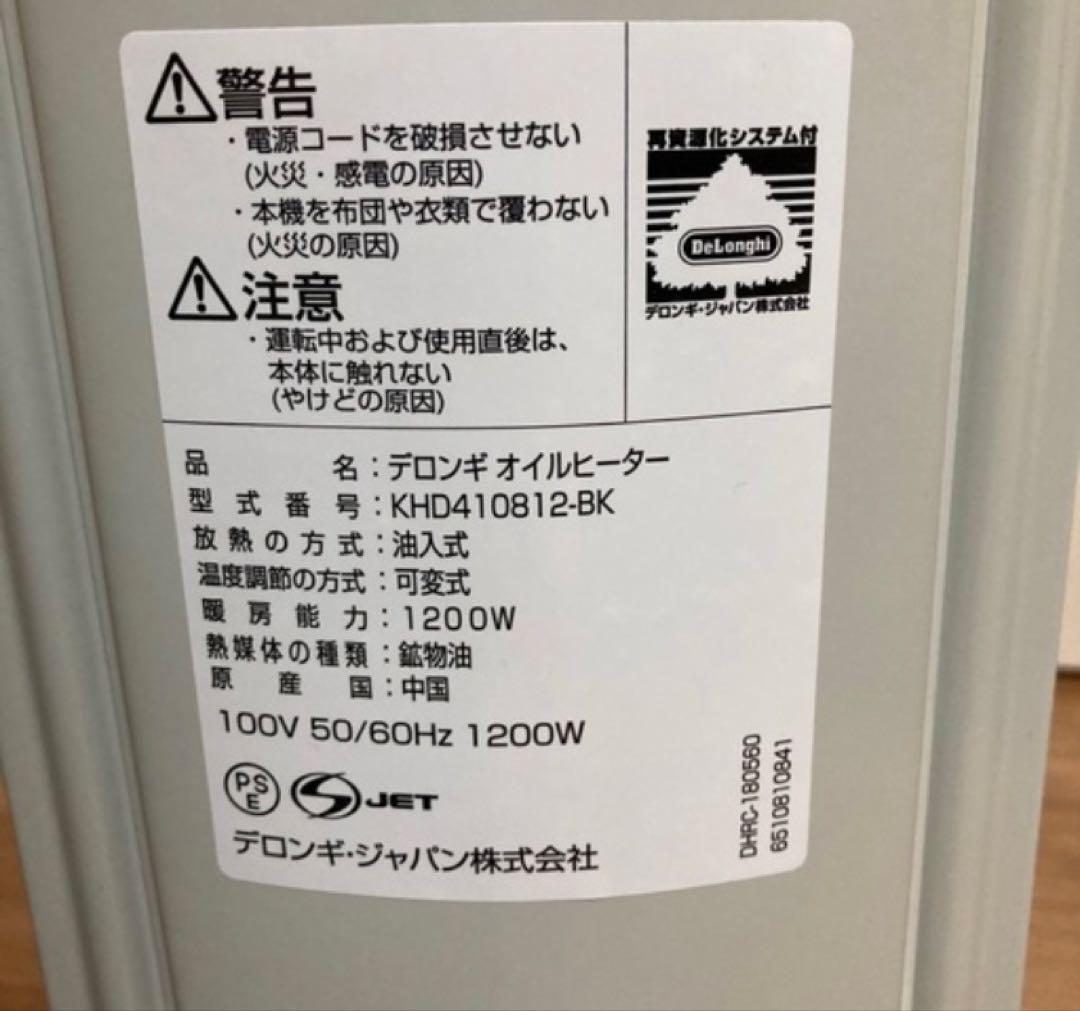 警告
・電源コードを破損させない
(火災・感電の原因)
・本機を布団や衣類で覆わない
(火災の原因)
注意
・運転中および使用直後は、
本体に触れない
(やけどの原因)
再資源化システム付
DeLonghi
デロンギ・ジャパン株式会社
品名：デロンギ オイルヒーター
型式番号：KHD410812-BK
放熱の方式：油入式
温度調節の方式：可変式
暖房能力：1200W
熱媒体の種類：鉱物油
原産国：中国
100V 50/60Hz 1200W
PSE
S JET
デロンギ・ジャパン株式会社
DHRC-180560
6510810841